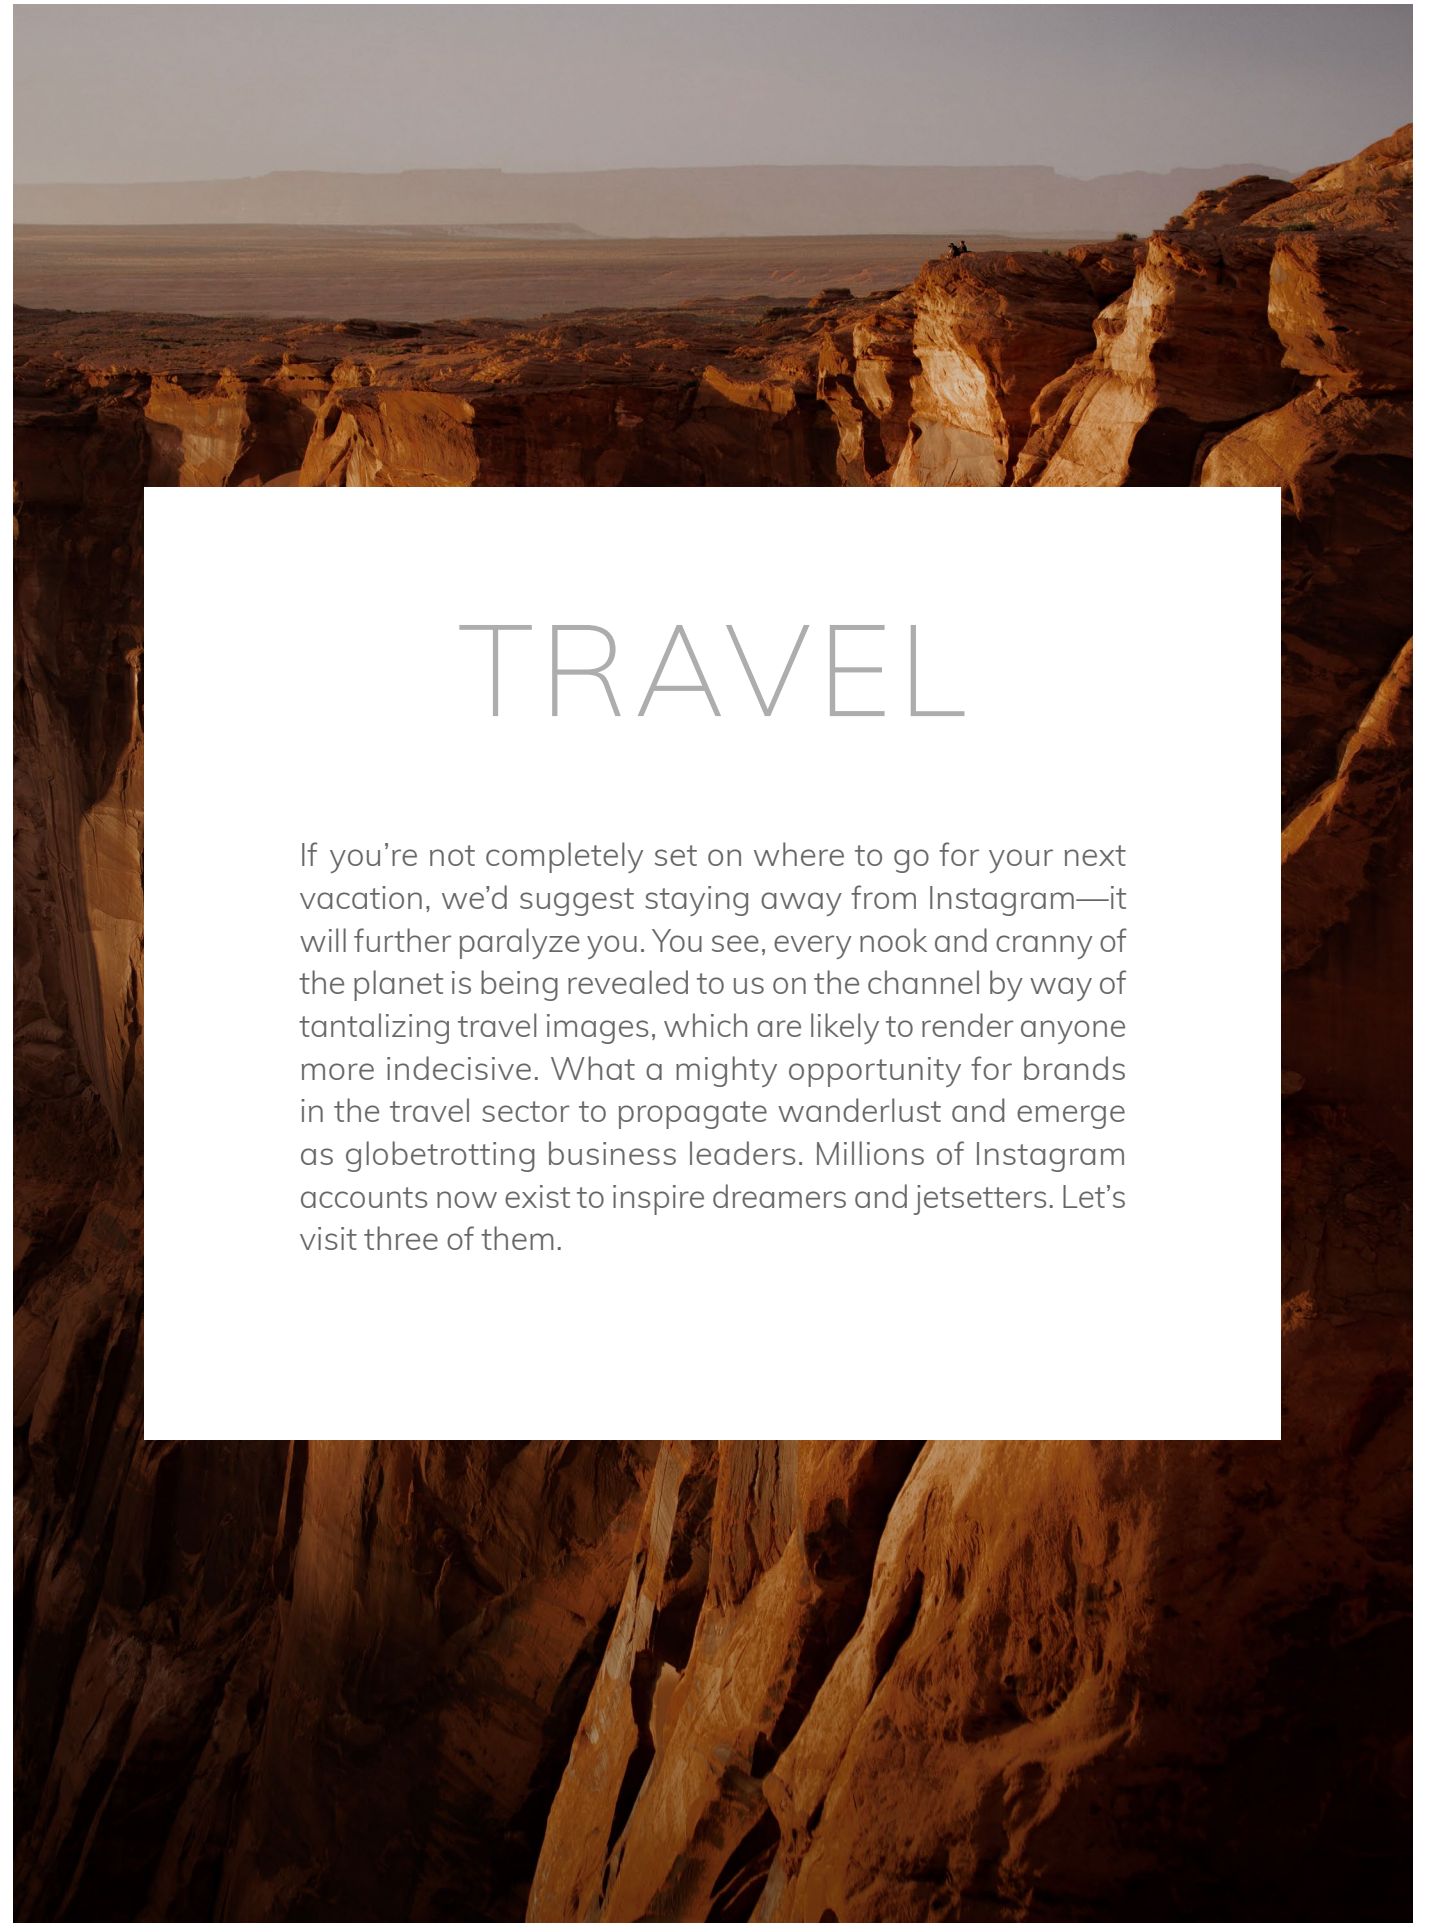 TRAVEL
If you’re not completely set on where to go for your next
vacation, we’d suggest staying away from Instagram—it
will further paralyze you. You see, every nook and cranny of
the planet is being revealed to us on the channel by way of
tantalizing travel images, which are likely to render anyone
more indecisive. What a mighty opportunity for brands
in the travel sector to propagate wanderlust and emerge
as globetrotting business leaders. Millions of Instagram
accounts now exist to inspire dreamers and jetsetters. Let’s
visit three of them.